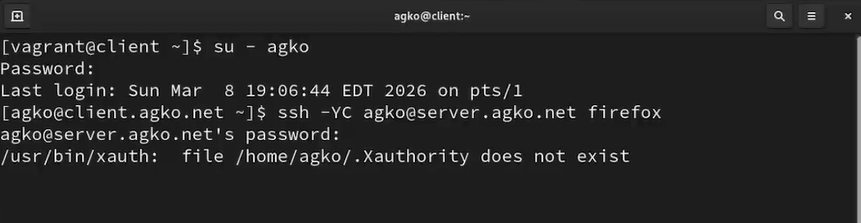 agko@client:~
[vagrant@client ~]$ su - agko
Password:
Last login: Sun Mar  8 19:06:44 EDT 2026 on pts/1
[agko@client.agko.net ~]$ ssh -YC agko@server.agko.net firefox
agko@server.agko.net's password:
/usr/bin/xauth:  file /home/agko/.Xauthority does not exist